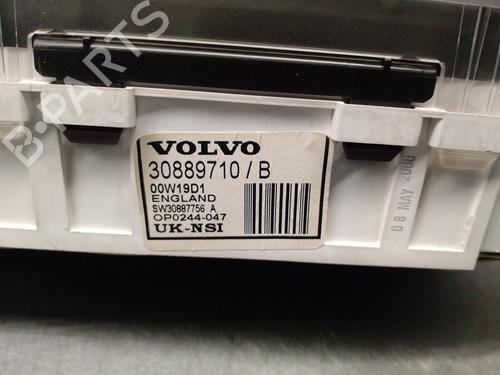 B-PARTS
VOLVO
30889710 / B
00W19D1
ENGLAND
SW30887756 A
OP0244-047
UK-NSI
08 MAY 2000